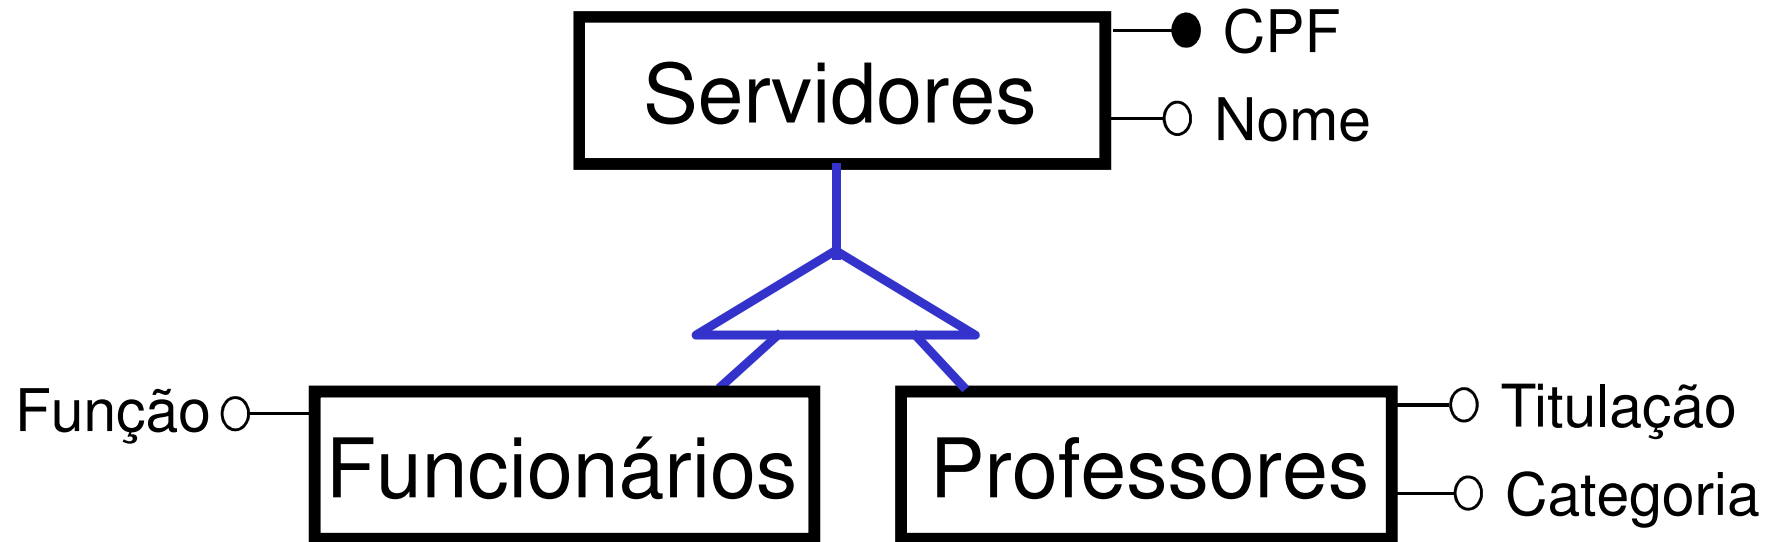 Servidores
CPF
Nome
Função
Funcionários
Professores
Titulação
Categoria